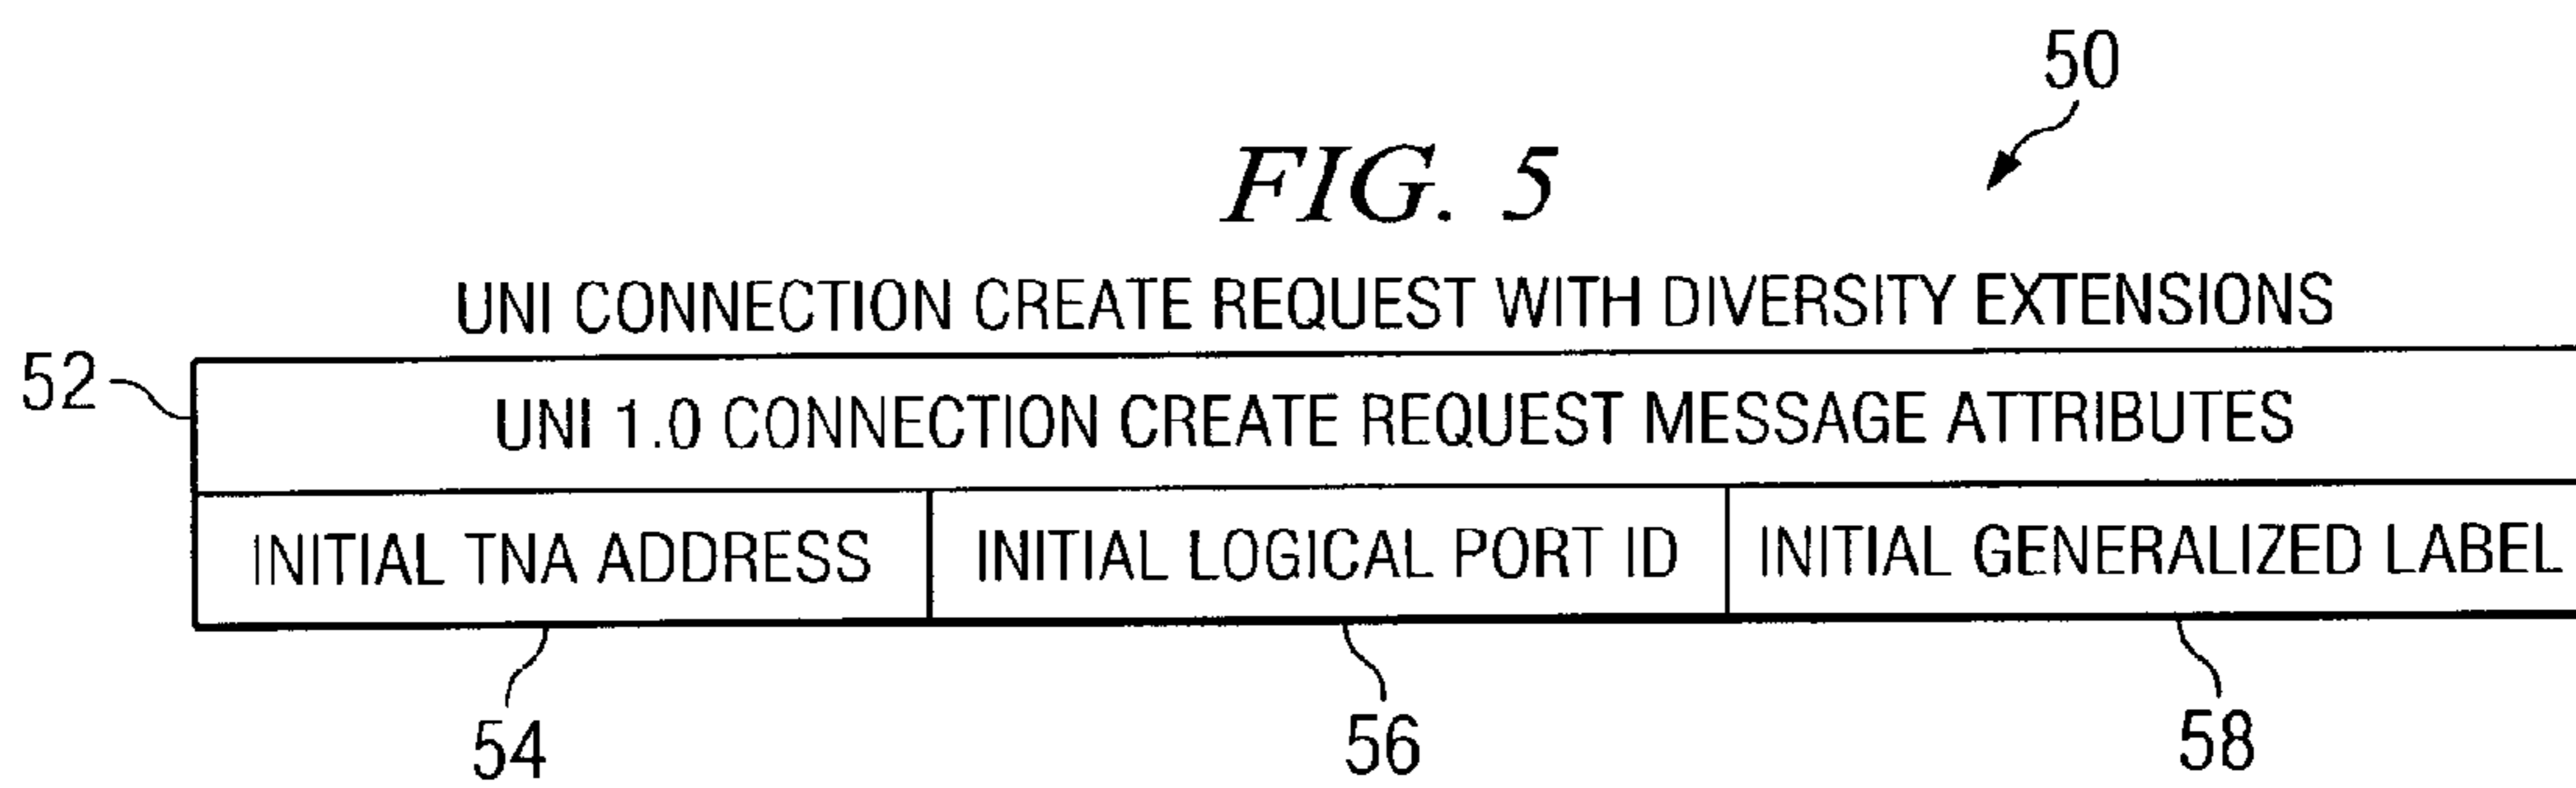 50
FIG. 5
UNI CONNECTION CREATE REQUEST WITH DIVERSITY EXTENSIONS
52
UNI 1.0 CONNECTION CREATE REQUEST MESSAGE ATTRIBUTES
INITIAL TNA ADDRESS INITIAL LOGICAL PORT ID INITIAL GENERALIZED LABEL
54 56 58